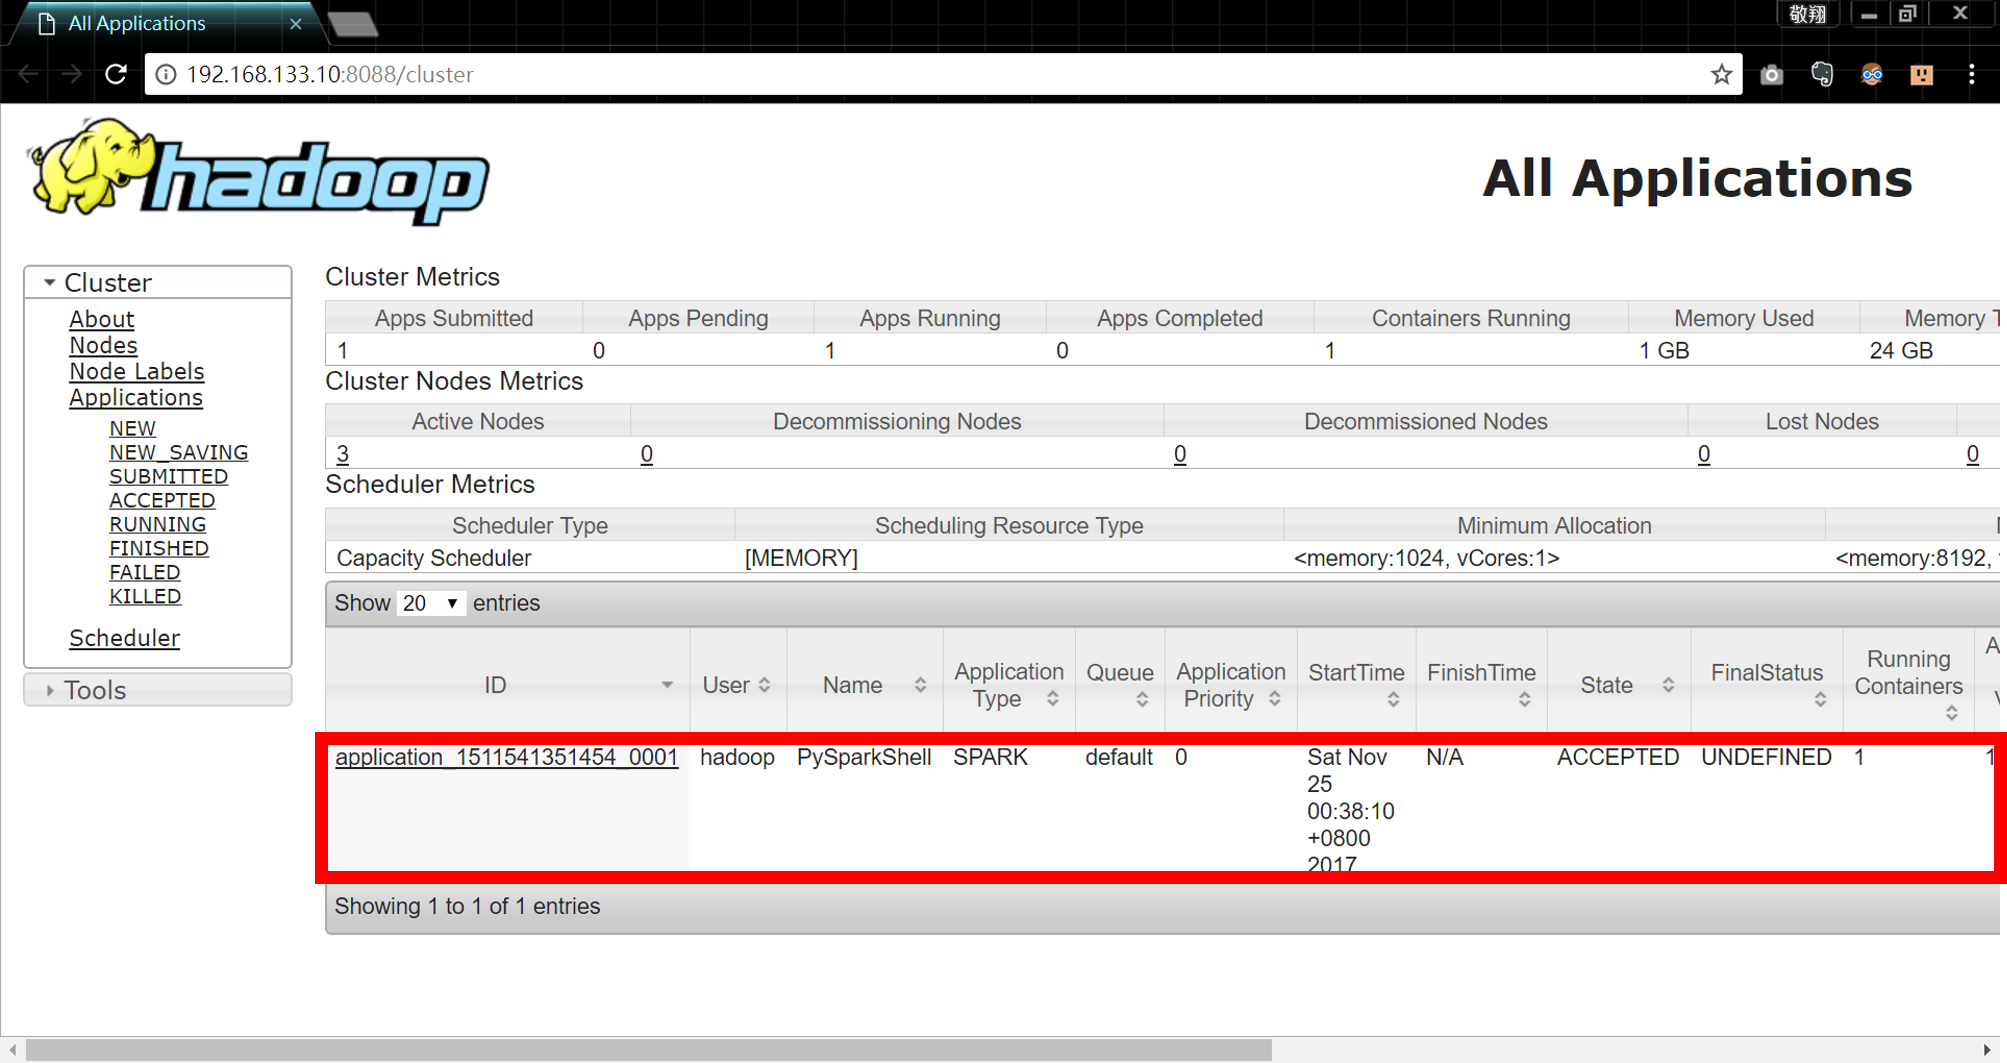 All Applications
敬翔
192.168.133.10:8088/cluster
hadoop
All Applications
Cluster
About
Nodes
Node Labels
Applications
NEW
NEW_SAVING
SUBMITTED
ACCEPTED
RUNNING
FINISHED
FAILED
KILLED
Scheduler
Tools
Cluster Metrics
Apps Submitted Apps Pending Apps Running Apps Completed Containers Running Memory Used Memory T
1 0 1 0 1 1 GB 24 GB
Cluster Nodes Metrics
Active Nodes Decommissioning Nodes Decommissioned Nodes Lost Nodes
3 0 0 0 0
Scheduler Metrics
Scheduler Type Scheduling Resource Type Minimum Allocation
Capacity Scheduler [MEMORY] <memory:1024, vCores:1> <memory:8192,
Show 20 entries
ID User Name Application Type Queue Application Priority StartTime FinishTime State FinalStatus Running Containers A
application_1511541351454_0001 hadoop PySparkShell SPARK default 0 Sat Nov N/A ACCEPTED UNDEFINED 1 1
25
00:38:10
+0800
2017
Showing 1 to 1 of 1 entries